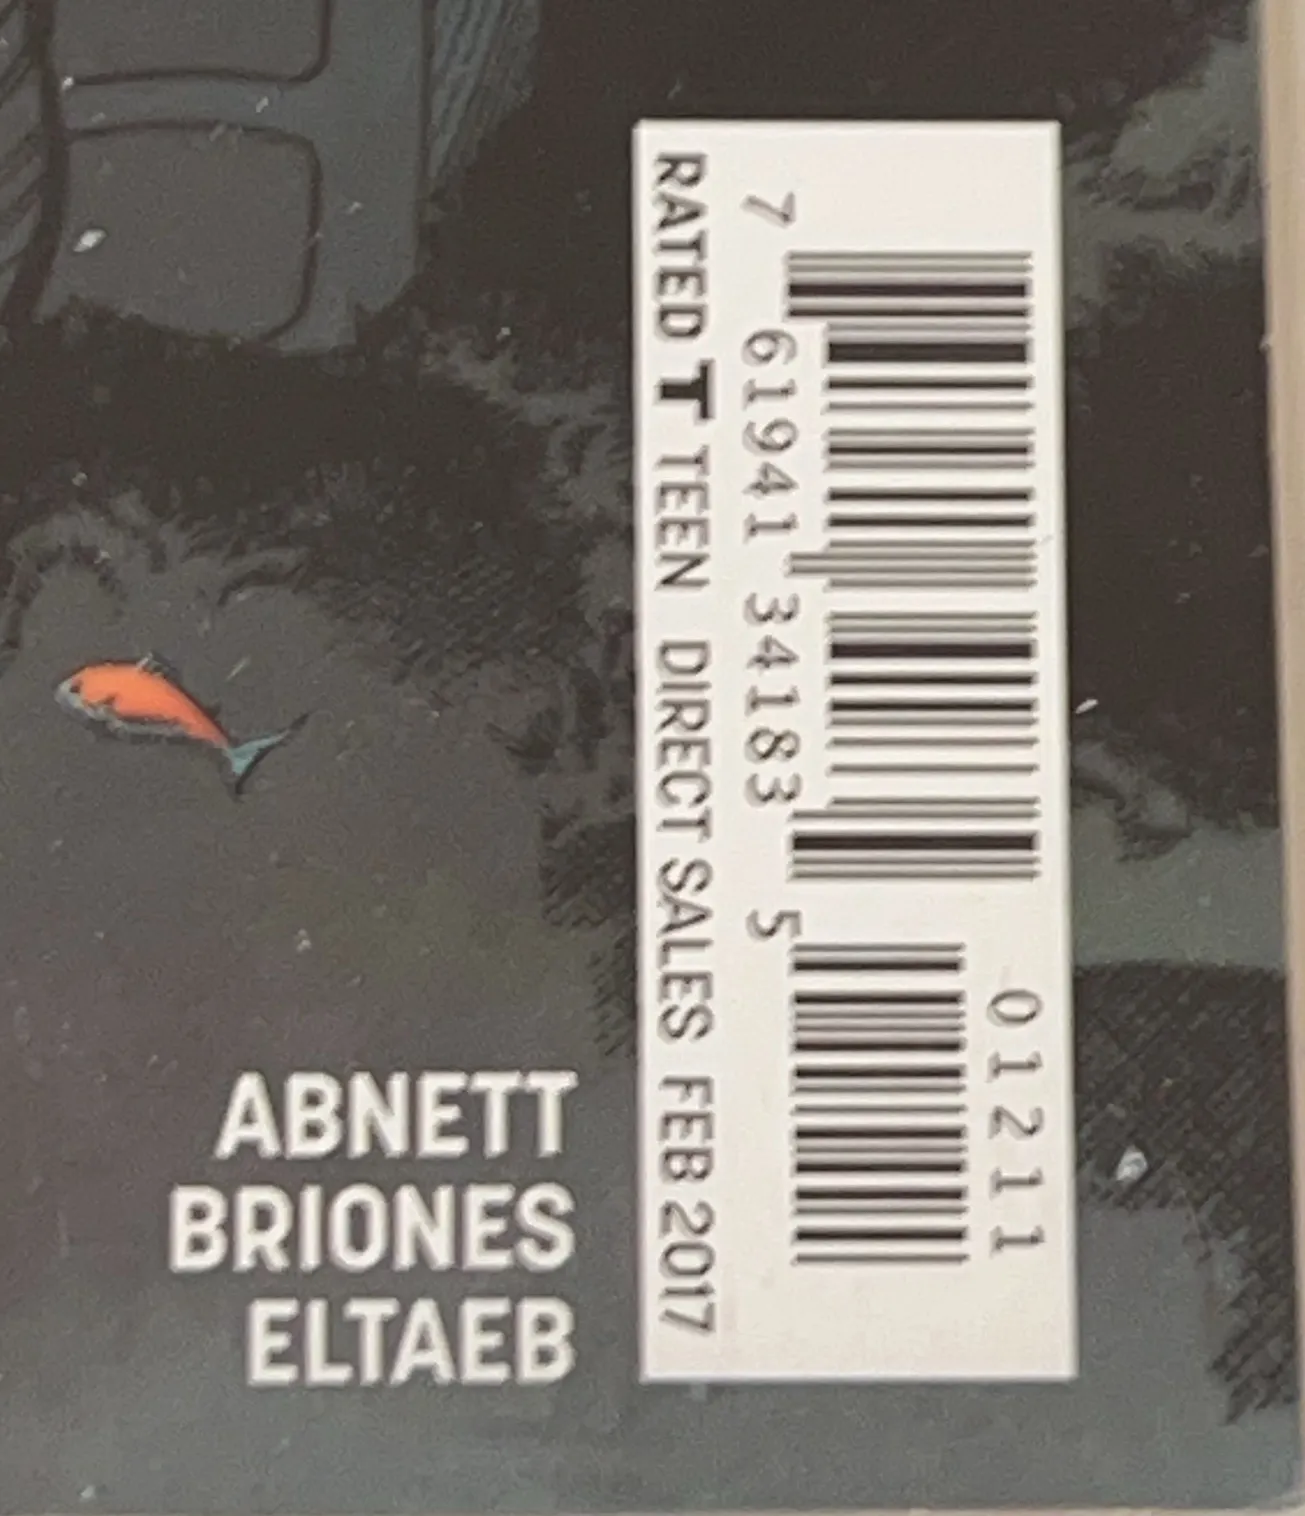 RATED T TEEN DIRECT SALES FEB 2017
7 61941 34183 5
01211
ABNETT
BRIONES
ELTAEB